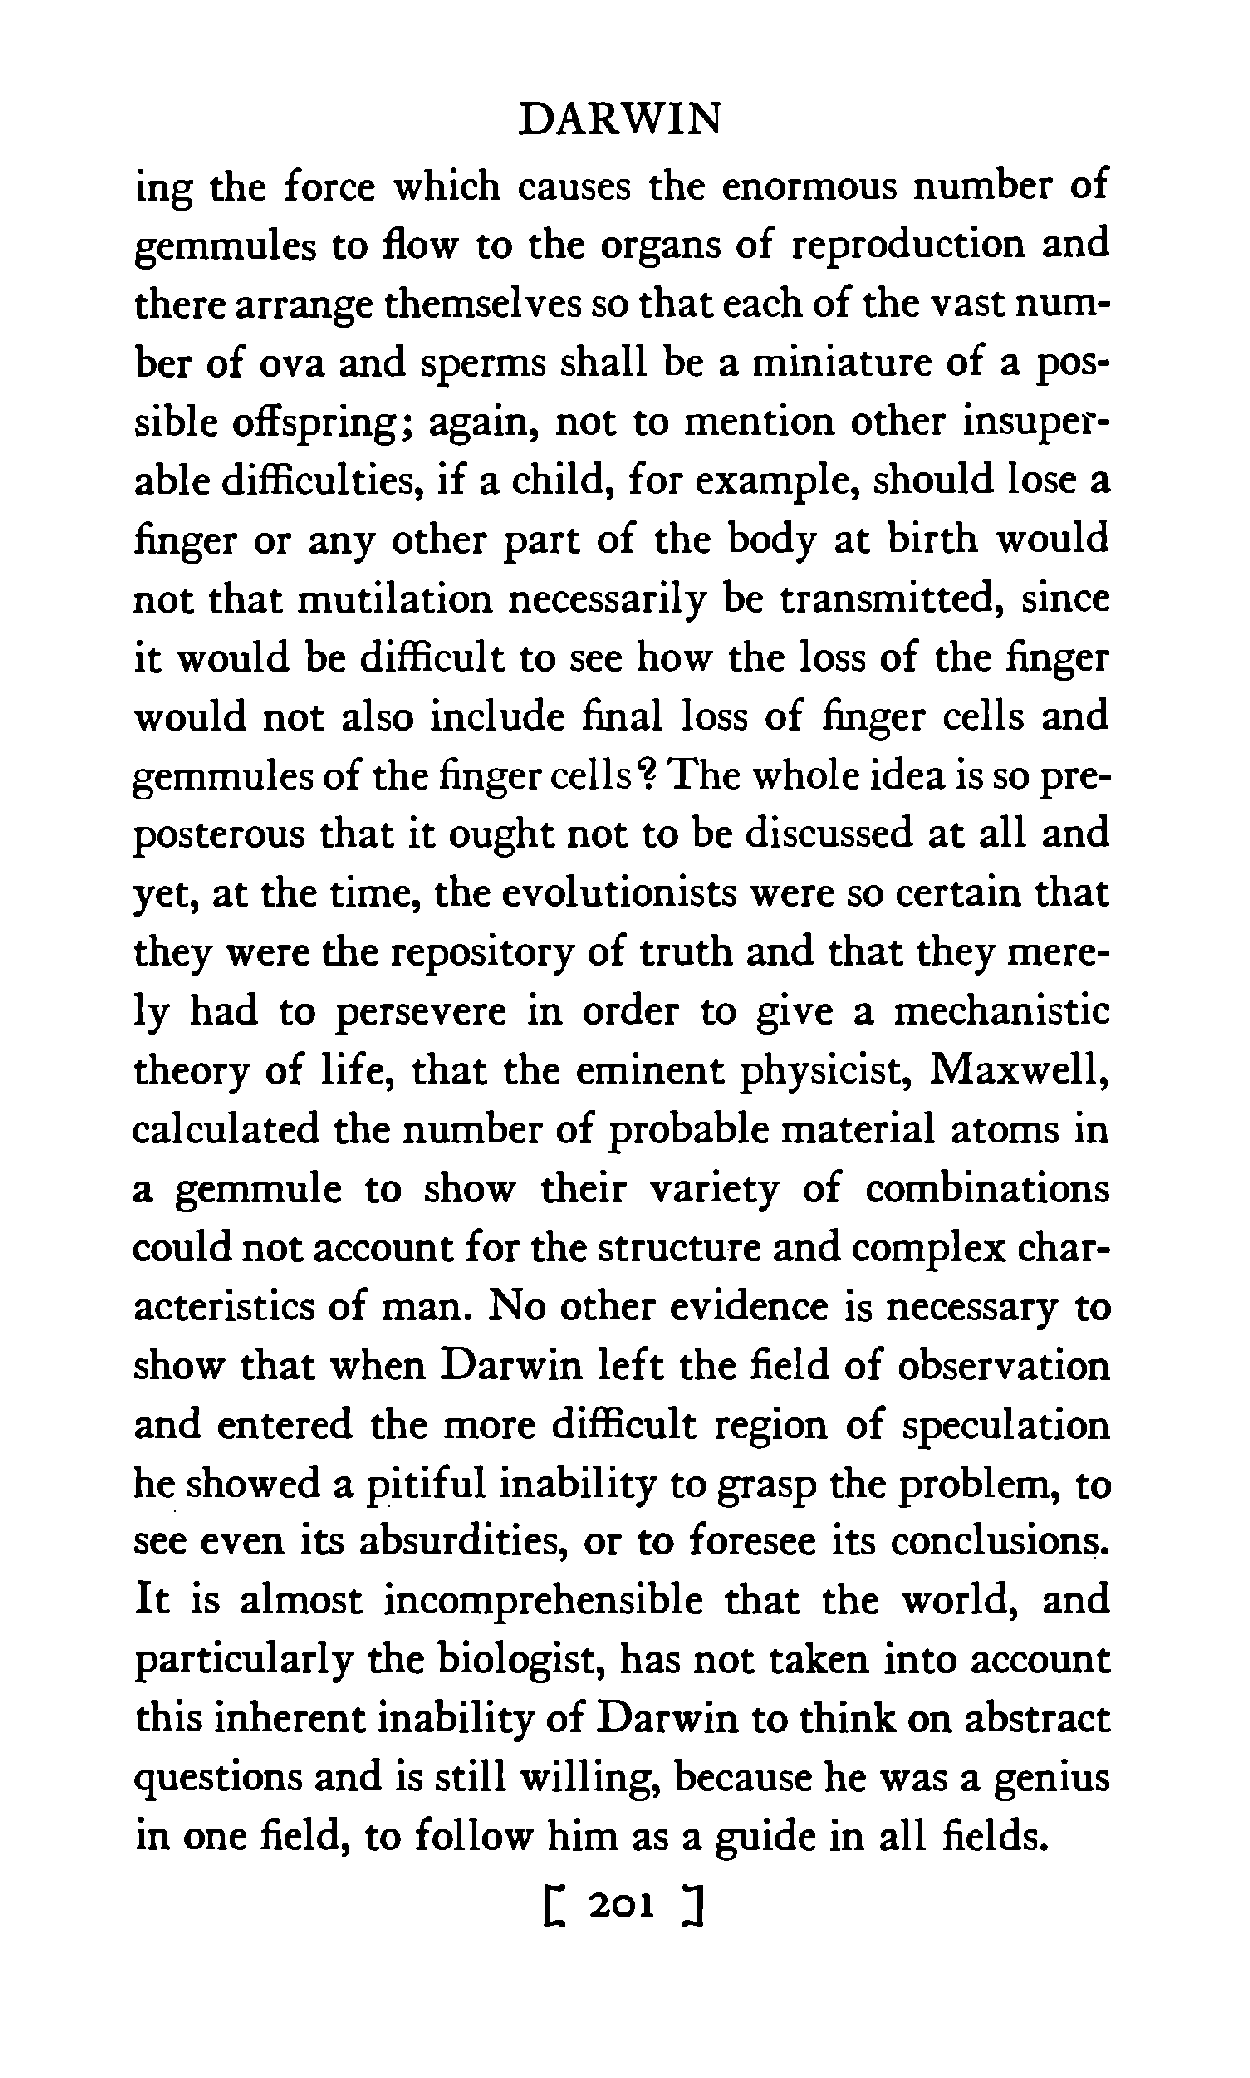 DARWIN
ing the force which causes the enormous number of
gemmules to flow to the organs of reproduction and
there arrange themselves so that each of the vast num-
ber of ova and sperms shall be a miniature of a pos-
sible offspring; again, not to mention other insuper-
able difficulties, if a child, for example, should lose a
finger or any other part of the body at birth would
not that mutilation necessarily be transmitted, since
it would be difficult to see how the loss of the finger
would not also include final loss of finger cells and
gemmules of the finger cells? The whole idea is so pre-
posterous that it ought not to be discussed at all and
yet, at the time, the evolutionists were so certain that
they were the repository of truth and that they mere-
ly had to persevere in order to give a mechanistic
theory of life, that the eminent physicist, Maxwell,
calculated the number of probable material atoms in
a gemmule to show their variety of combinations
could not account for the structure and complex char-
acteristics of man. No other evidence is necessary to
show that when Darwin left the field of observation
and entered the more difficult region of speculation
he showed a pitiful inability to grasp the problem, to
see even its absurdities, or to foresee its conclusions.
It is almost incomprehensible that the world, and
particularly the biologist, has not taken into account
this inherent inability of Darwin to think on abstract
questions and is still willing, because he was a genius
in one field, to follow him as a guide in all fields.
[ 201 ]